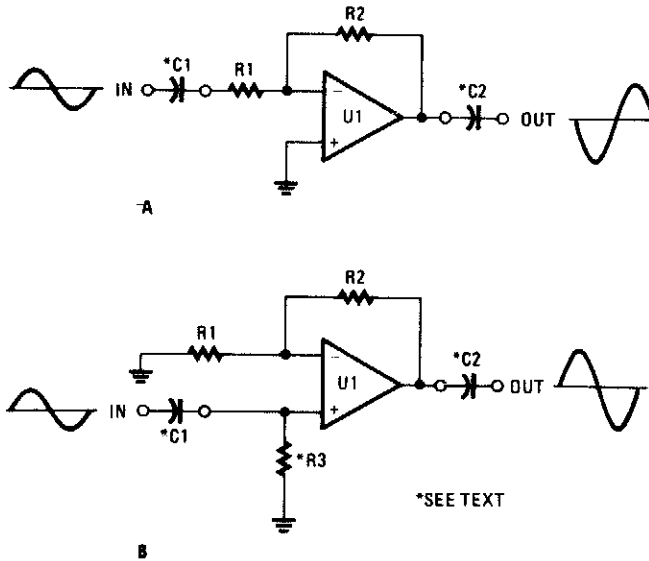 R2
*C1
R1
*C2
IN
−
U1
OUT
+
A
R2
R1
−
*C2
U1
IN
OUT
+
*C1
*R3
*SEE TEXT
B